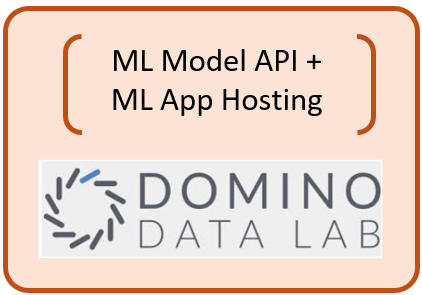 ML Model API +
ML App Hosting
DOMINO
DATA LAB